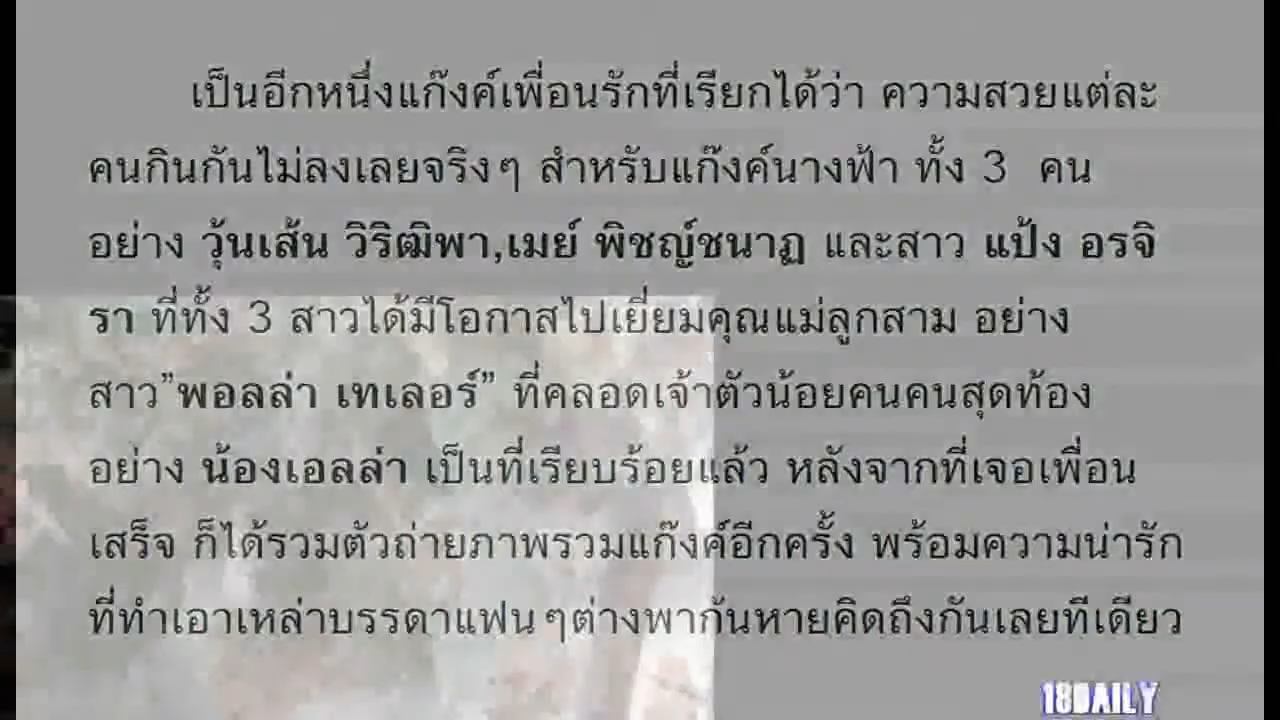 เป็นอีกหนึ่งแก๊งค์เพื่อนรักที่เรียกได้ว่า ความสวยแต่ละ
คนกินกันไม่ลงเลยจริงๆ สำหรับแก๊งค์นางฟ้า ทั้ง 3 คน
อย่าง วุ้นเส้น วิริฒิพา,เมย์ พิชญ์ชนาฏ และสาว แป้ง อรจิ
รา ที่ทั้ง 3 สาวได้มีโอกาสไปเยี่ยมคุณแม่ลูกสาม อย่าง
สาว”พอลล่า เทเลอร์” ที่คลอดเจ้าตัวน้อยคนคนสุดท้อง
อย่าง น้องเอลล่า เป็นที่เรียบร้อยแล้ว หลังจากที่เจอเพื่อน
เสร็จ ก็ได้รวมตัวถ่ายภาพรวมแก๊งค์อีกครั้ง พร้อมความน่ารัก
ที่ทำเอาเหล่าบรรดาแฟนๆต่างพากันหายคิดถึงกันเลยทีเดียว
18DAILY